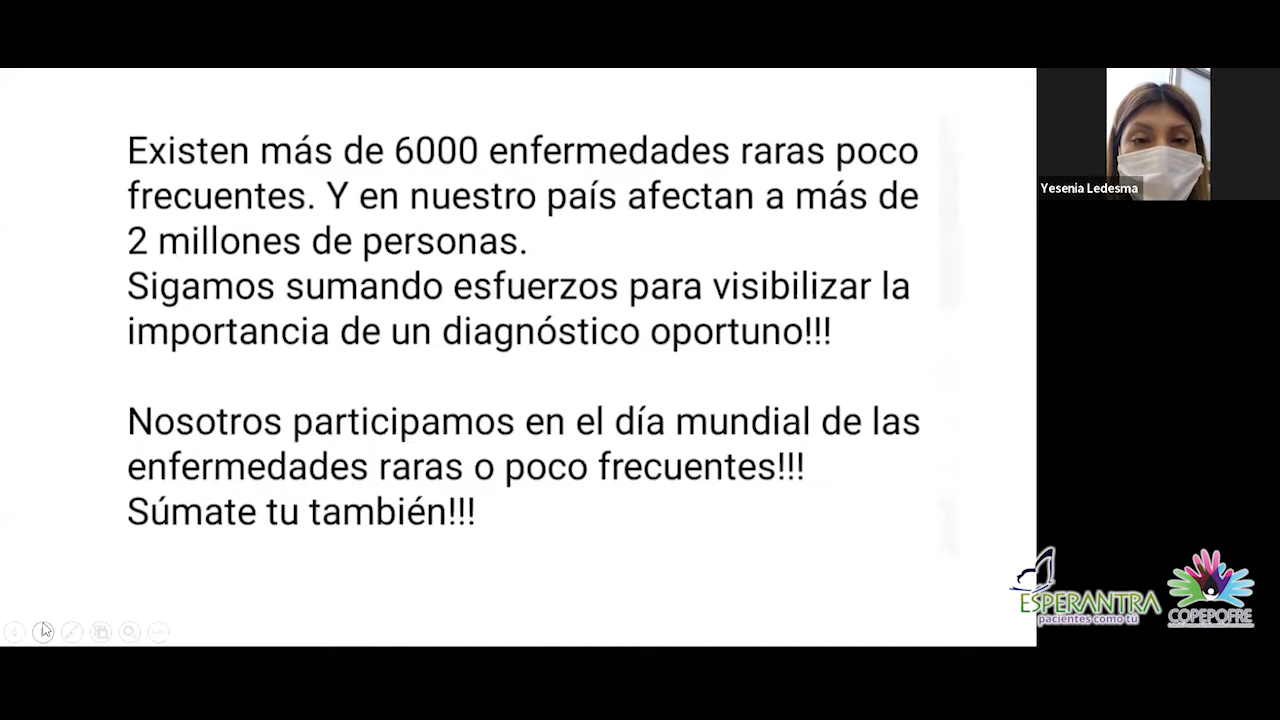 Existen más de 6000 enfermedades raras poco
frecuentes. Y en nuestro país afectan a más de
2 millones de personas.
Sigamos sumando esfuerzos para visibilizar la
importancia de un diagnóstico oportuno!!!
Nosotros participamos en el día mundial de las
enfermedades raras o poco frecuentes!!!
Súmate tu también!!!
Yesenia Ledesma
ESPERANTRA
pacientes como tú
COPEPOFRE